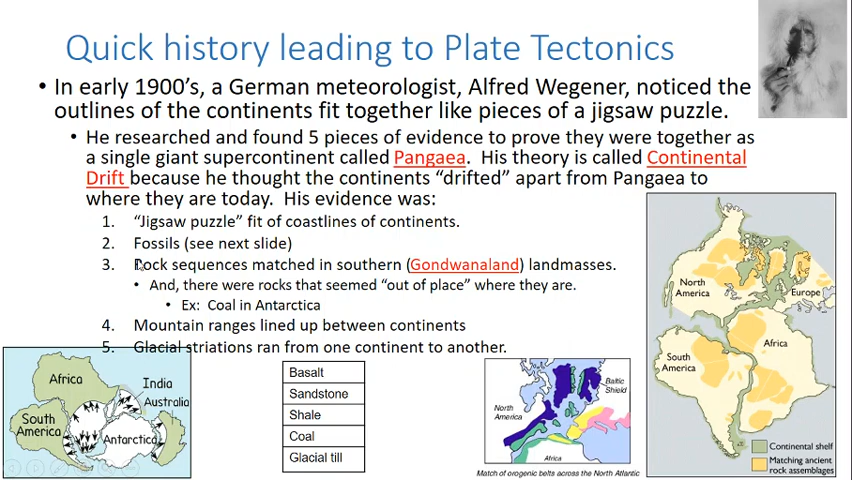 Quick history leading to Plate Tectonics
• In early 1900's, a German meteorologist, Alfred Wegener, noticed the
outlines of the continents fit together like pieces of a jigsaw puzzle.
• He researched and found 5 pieces of evidence to prove they were together as
a single giant supercontinent called Pangaea. His theory is called Continental
Drift because he thought the continents “drifted” apart from Pangaea to
where they are today. His evidence was:
1. “Jigsaw puzzle” fit of coastlines of continents.
2. Fossils (see next slide)
3. Rock sequences matched in southern (Gondwanaland) landmasses.
• And, there were rocks that seemed “out of place” where they are.
• Ex: Coal in Antarctica
4. Mountain ranges lined up between continents
5. Glacial striations ran from one continent to another.
Africa
India
Australia
South
America
Antarctica
Basalt
Sandstone
Shale
Coal
Glacial till
Baltic
Shield
North
America
Africa
Match of orogenic belts across the North Atlantic
North
America
Europe
Africa
South
America
Continental shelf
Matching ancient
rock assemblages